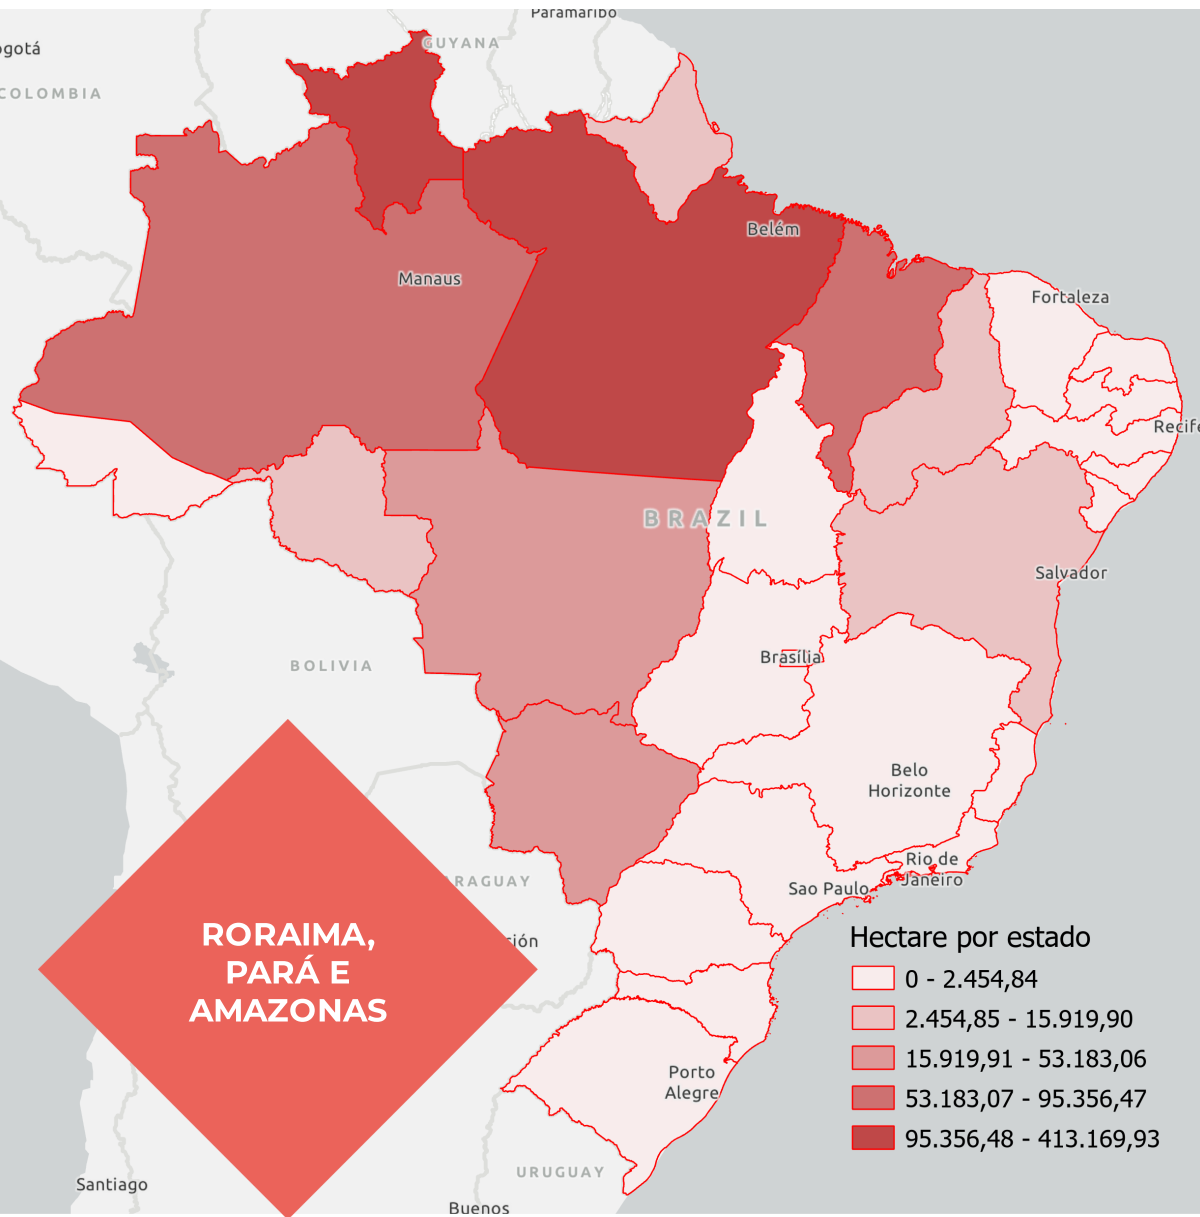 Paramaribo
ogotá
GUYANA
COLOMBIA
Belém
Manaus
Fortaleza
Recife
BRAZIL
Salvador
Brasília
BOLIVIA
Belo
Horizonte
Rio de
Janeiro
Sao Paulo
RAGUAY
ción
RORAIMA,
PARÁ E
AMAZONAS
Hectare por estado
0 - 2.454,84
2.454,85 - 15.919,90
15.919,91 - 53.183,06
53.183,07 - 95.356,47
95.356,48 - 413.169,93
Porto
Alegre
URUGUAY
Santiago
Buenos